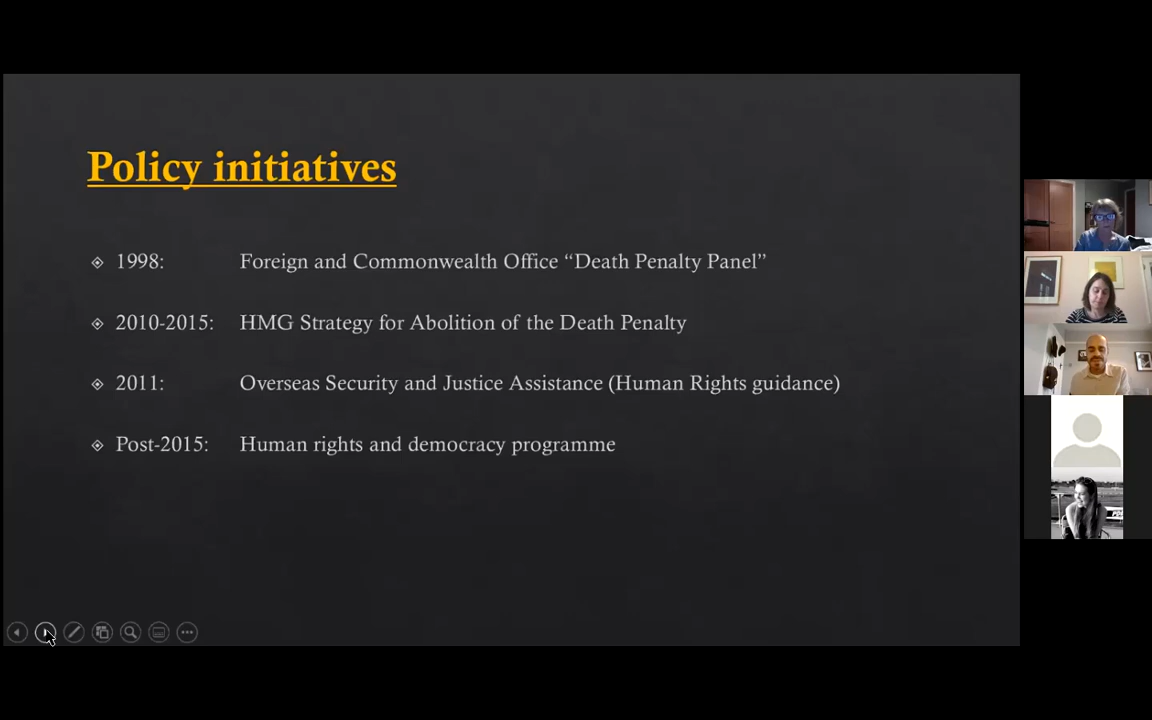 Policy initiatives
1998: Foreign and Commonwealth Office “Death Penalty Panel”
2010-2015: HMG Strategy for Abolition of the Death Penalty
2011: Overseas Security and Justice Assistance (Human Rights guidance)
Post-2015: Human rights and democracy programme